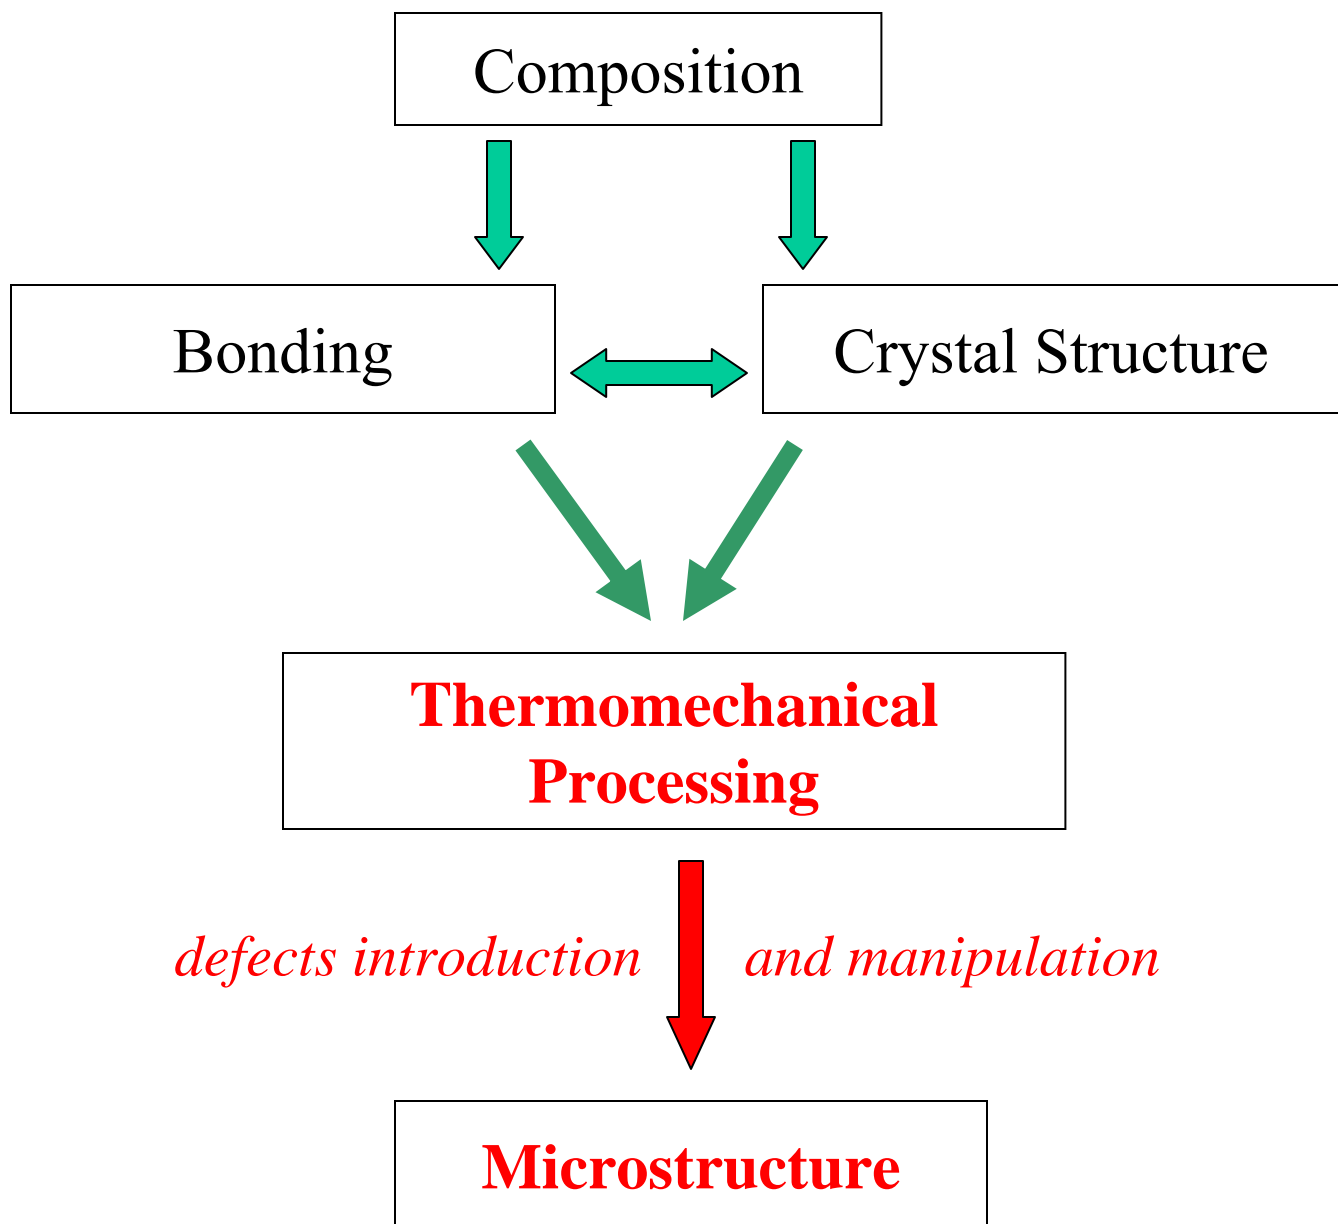 Composition
Bonding
Crystal Structure
Thermomechanical
Processing
defects introduction and manipulation
Microstructure